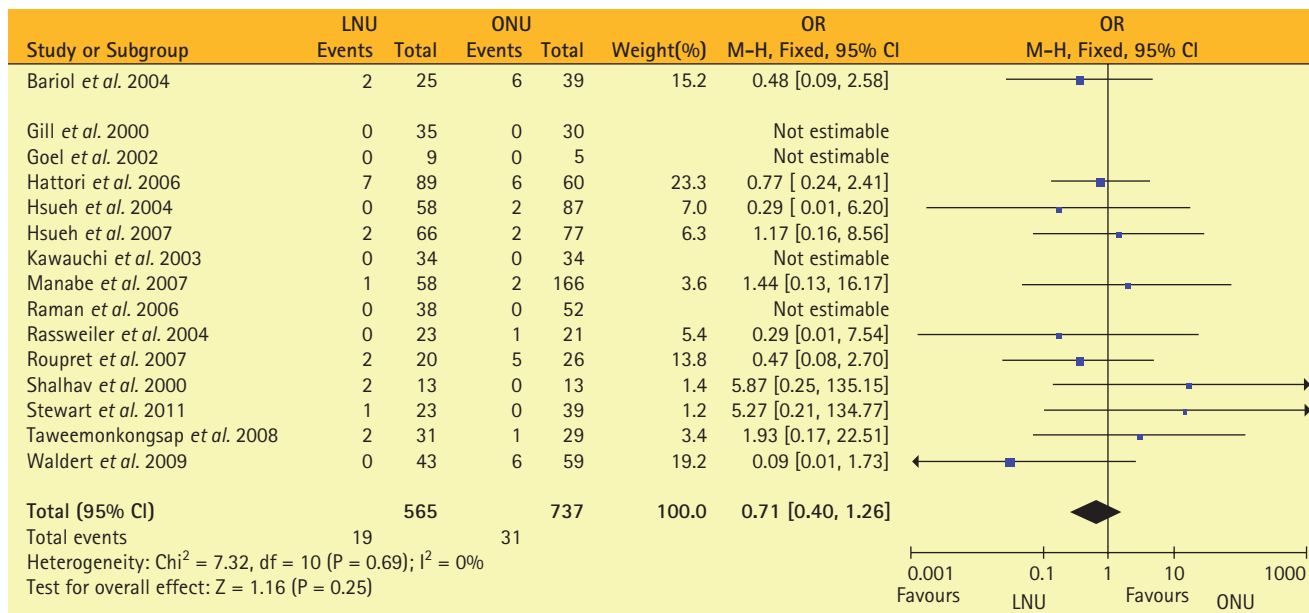 LNU ONU OR OR
Study or Subgroup Events Total Events Total Weight(%) M-H, Fixed, 95% CI M-H, Fixed, 95% CI
Bariol et al. 2004 2 25 6 39 15.2 0.48 [0.09, 2.58]
Gill et al. 2000 0 35 0 30 Not estimable
Goel et al. 2002 0 9 0 5 Not estimable
Hattori et al. 2006 7 89 6 60 23.3 0.77 [ 0.24, 2.41]
Hsueh et al. 2004 0 58 2 87 7.0 0.29 [ 0.01, 6.20]
Hsueh et al. 2007 2 66 2 77 6.3 1.17 [0.16, 8.56]
Kawauchi et al. 2003 0 34 0 34 Not estimable
Manabe et al. 2007 1 58 2 166 3.6 1.44 [0.13, 16.17]
Raman et al. 2006 0 38 0 52 Not estimable
Rassweiler et al. 2004 0 23 1 21 5.4 0.29 [0.01, 7.54]
Roupret et al. 2007 2 20 5 26 13.8 0.47 [0.08, 2.70]
Shalhav et al. 2000 2 13 0 13 1.4 5.87 [0.25, 135.15]
Stewart et al. 2011 1 23 0 39 1.2 5.27 [0.21, 134.77]
Taweemonkongsap et al. 2008 2 31 1 29 3.4 1.93 [0.17, 22.51]
Waldert et al. 2009 0 43 6 59 19.2 0.09 [0.01, 1.73]
Total (95% CI) 565 737 100.0 0.71 [0.40, 1.26]
Total events 19 31
Heterogeneity: Chi² = 7.32, df = 10 (P = 0.69); I² = 0%
Test for overall effect: Z = 1.16 (P = 0.25)
0.001 0.1 1 10 1000
Favours LNU Favours ONU